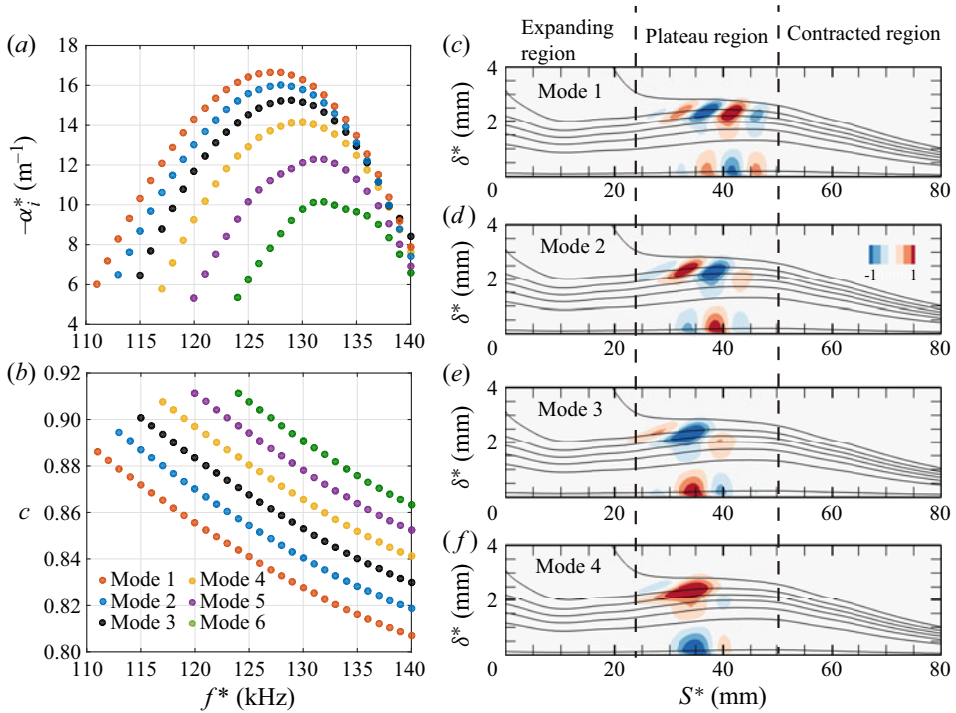 (a)
18
16
14
12
10
8
6
4
−α*i (m⁻¹)
110 115 120 125 130 135 140
(b)
0.92
0.90
0.88
0.86
0.84
0.82
0.80
c
Mode 1 Mode 4
Mode 2 Mode 5
Mode 3 Mode 6
110 115 120 125 130 135 140
f* (kHz)
Expanding region Plateau region Contracted region
(c)
Mode 1
4
2
δ* (mm)
0 20 40 60 80
(d)
Mode 2
4
2
δ* (mm)
-1 1
0 20 40 60 80
(e)
Mode 3
4
2
δ* (mm)
0 20 40 60 80
(f)
Mode 4
4
2
δ* (mm)
0 20 40 60 80
S* (mm)